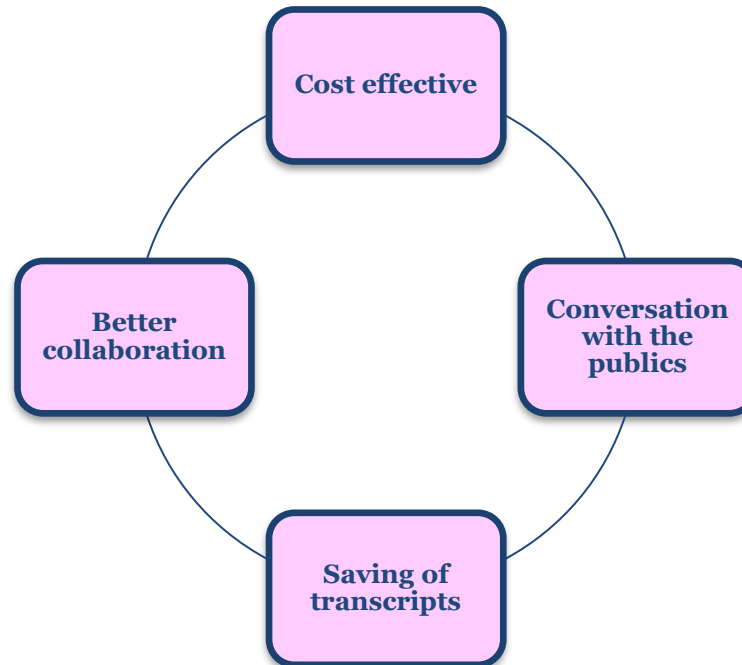 Cost effective
Better
collaboration
Conversation
with the
publics
Saving of
transcripts